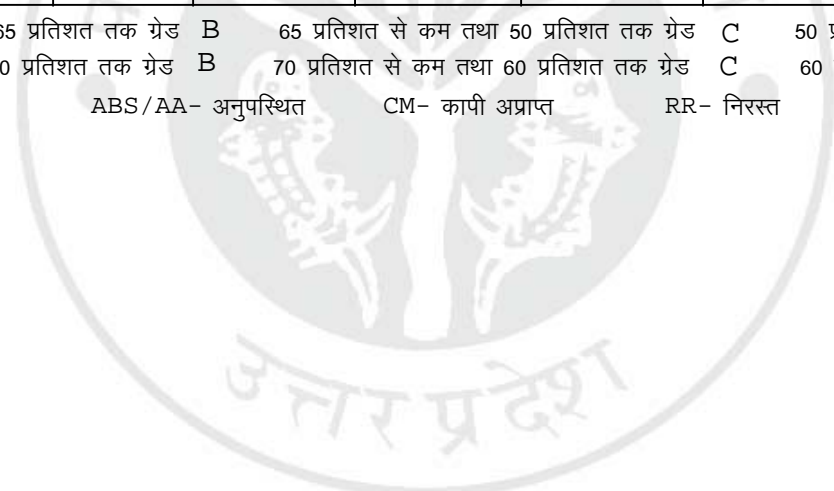 65 प्रतिशत तक ग्रेड B 65 प्रतिशत से कम तथा 50 प्रतिशत तक ग्रेड C 50
0 प्रतिशत तक ग्रेड B 70 प्रतिशत से कम तथा 60 प्रतिशत तक ग्रेड C 60
ABS/AA- अनुपस्थित CM- कापी अप्राप्त RR- निरस्त
उत्तर प्रदेश